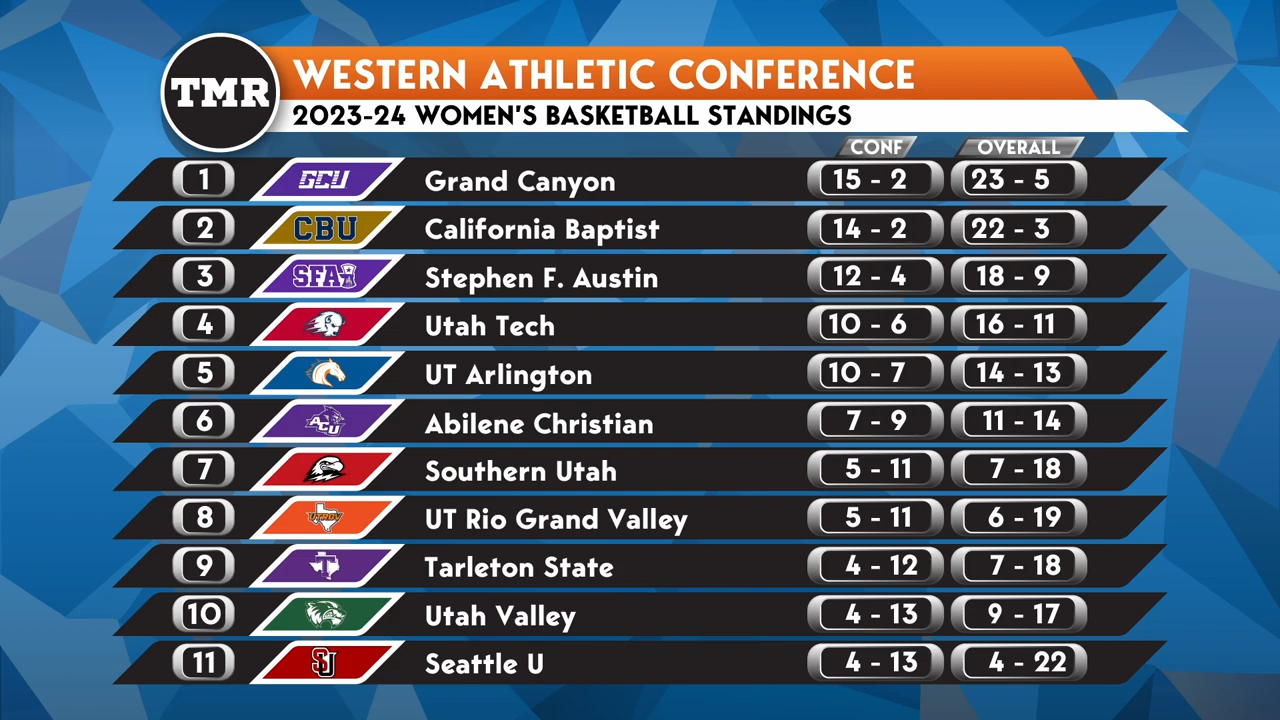 TMR
WESTERN ATHLETIC CONFERENCE
2023-24 WOMEN'S BASKETBALL STANDINGS
CONF OVERALL
1 GCU Grand Canyon 15 - 2 23 - 5
2 CBU California Baptist 14 - 2 22 - 3
3 SFA Stephen F. Austin 12 - 4 18 - 9
4 Utah Tech 10 - 6 16 - 11
5 UT Arlington 10 - 7 14 - 13
6 ACU Abilene Christian 7 - 9 11 - 14
7 Southern Utah 5 - 11 7 - 18
8 UTRGV UT Rio Grand Valley 5 - 11 6 - 19
9 T Tarleton State 4 - 12 7 - 18
10 Utah Valley 4 - 13 9 - 17
11 SU Seattle U 4 - 13 4 - 22